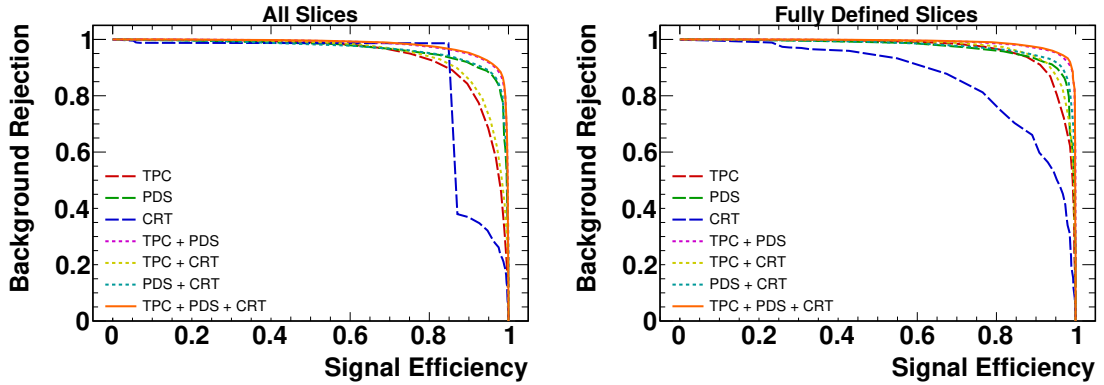 All Slices
Background Rejection
1
0.8
0.6
0.4
0.2
0
TPC
PDS
CRT
TPC + PDS
TPC + CRT
PDS + CRT
TPC + PDS + CRT
0 0.2 0.4 0.6 0.8 1
Signal Efficiency
Fully Defined Slices
Background Rejection
1
0.8
0.6
0.4
0.2
0
TPC
PDS
CRT
TPC + PDS
TPC + CRT
PDS + CRT
TPC + PDS + CRT
0 0.2 0.4 0.6 0.8 1
Signal Efficiency